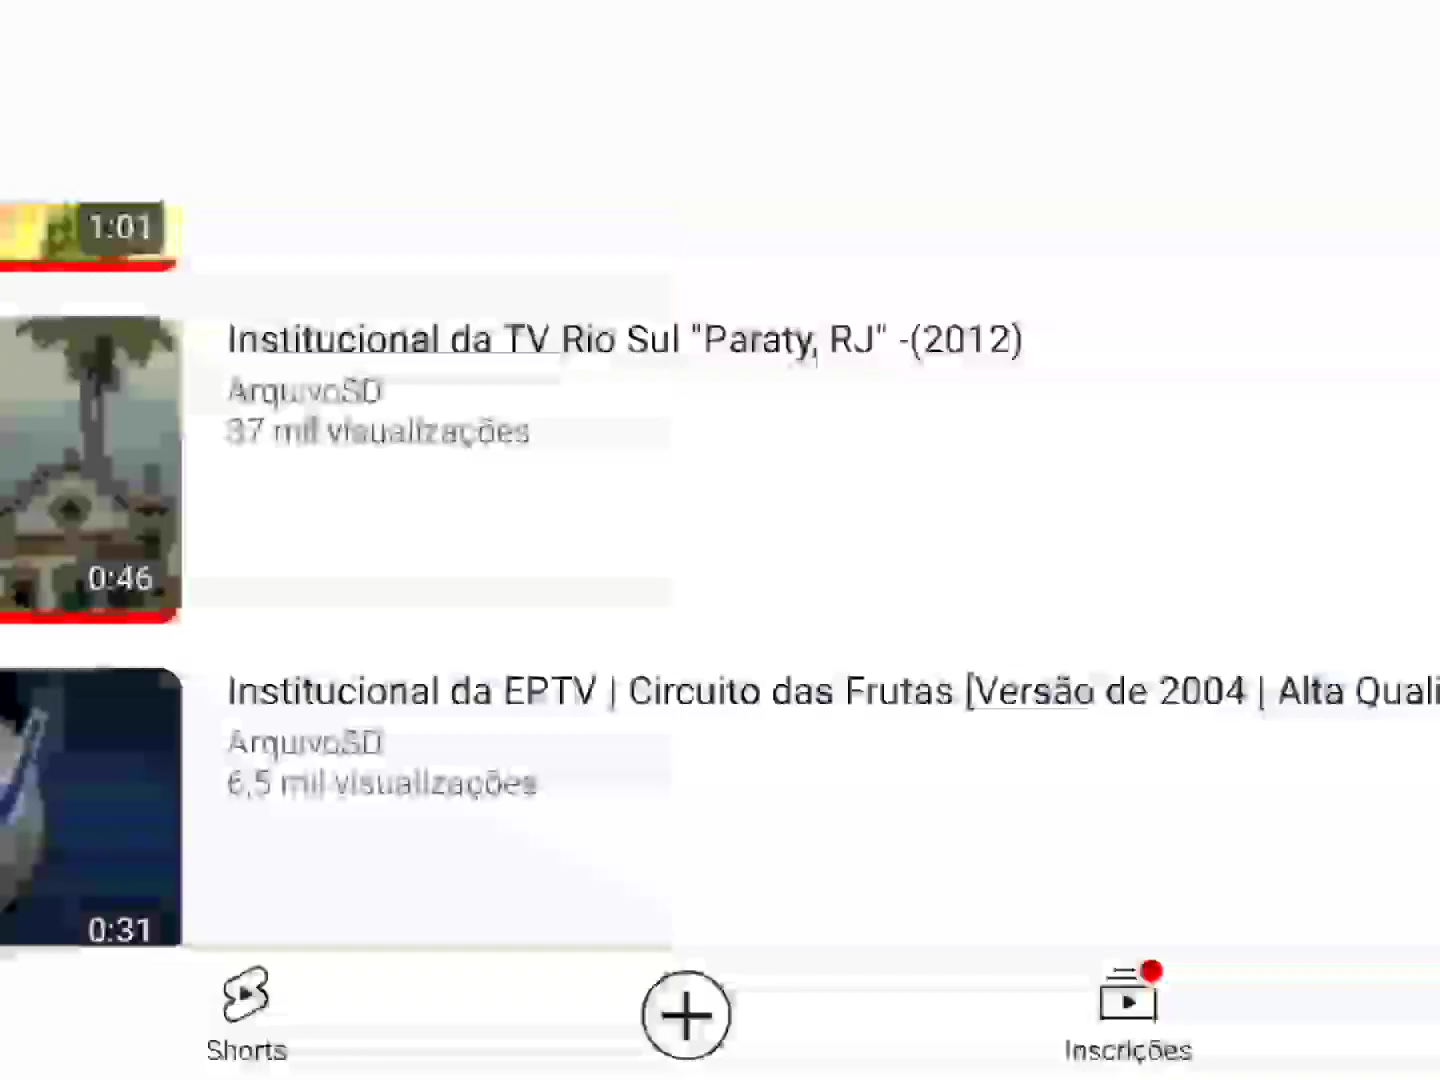 1:01
Institucional da TV Rio Sul "Paraty, RJ" -(2012)
ArquivoSD
37 mil visualizações
0:46
Institucional da EPTV | Circuito das Frutas [Versão de 2004 | Alta Quali
ArquivoSD
6,5 mil visualizações
0:31
Shorts
Inscrições